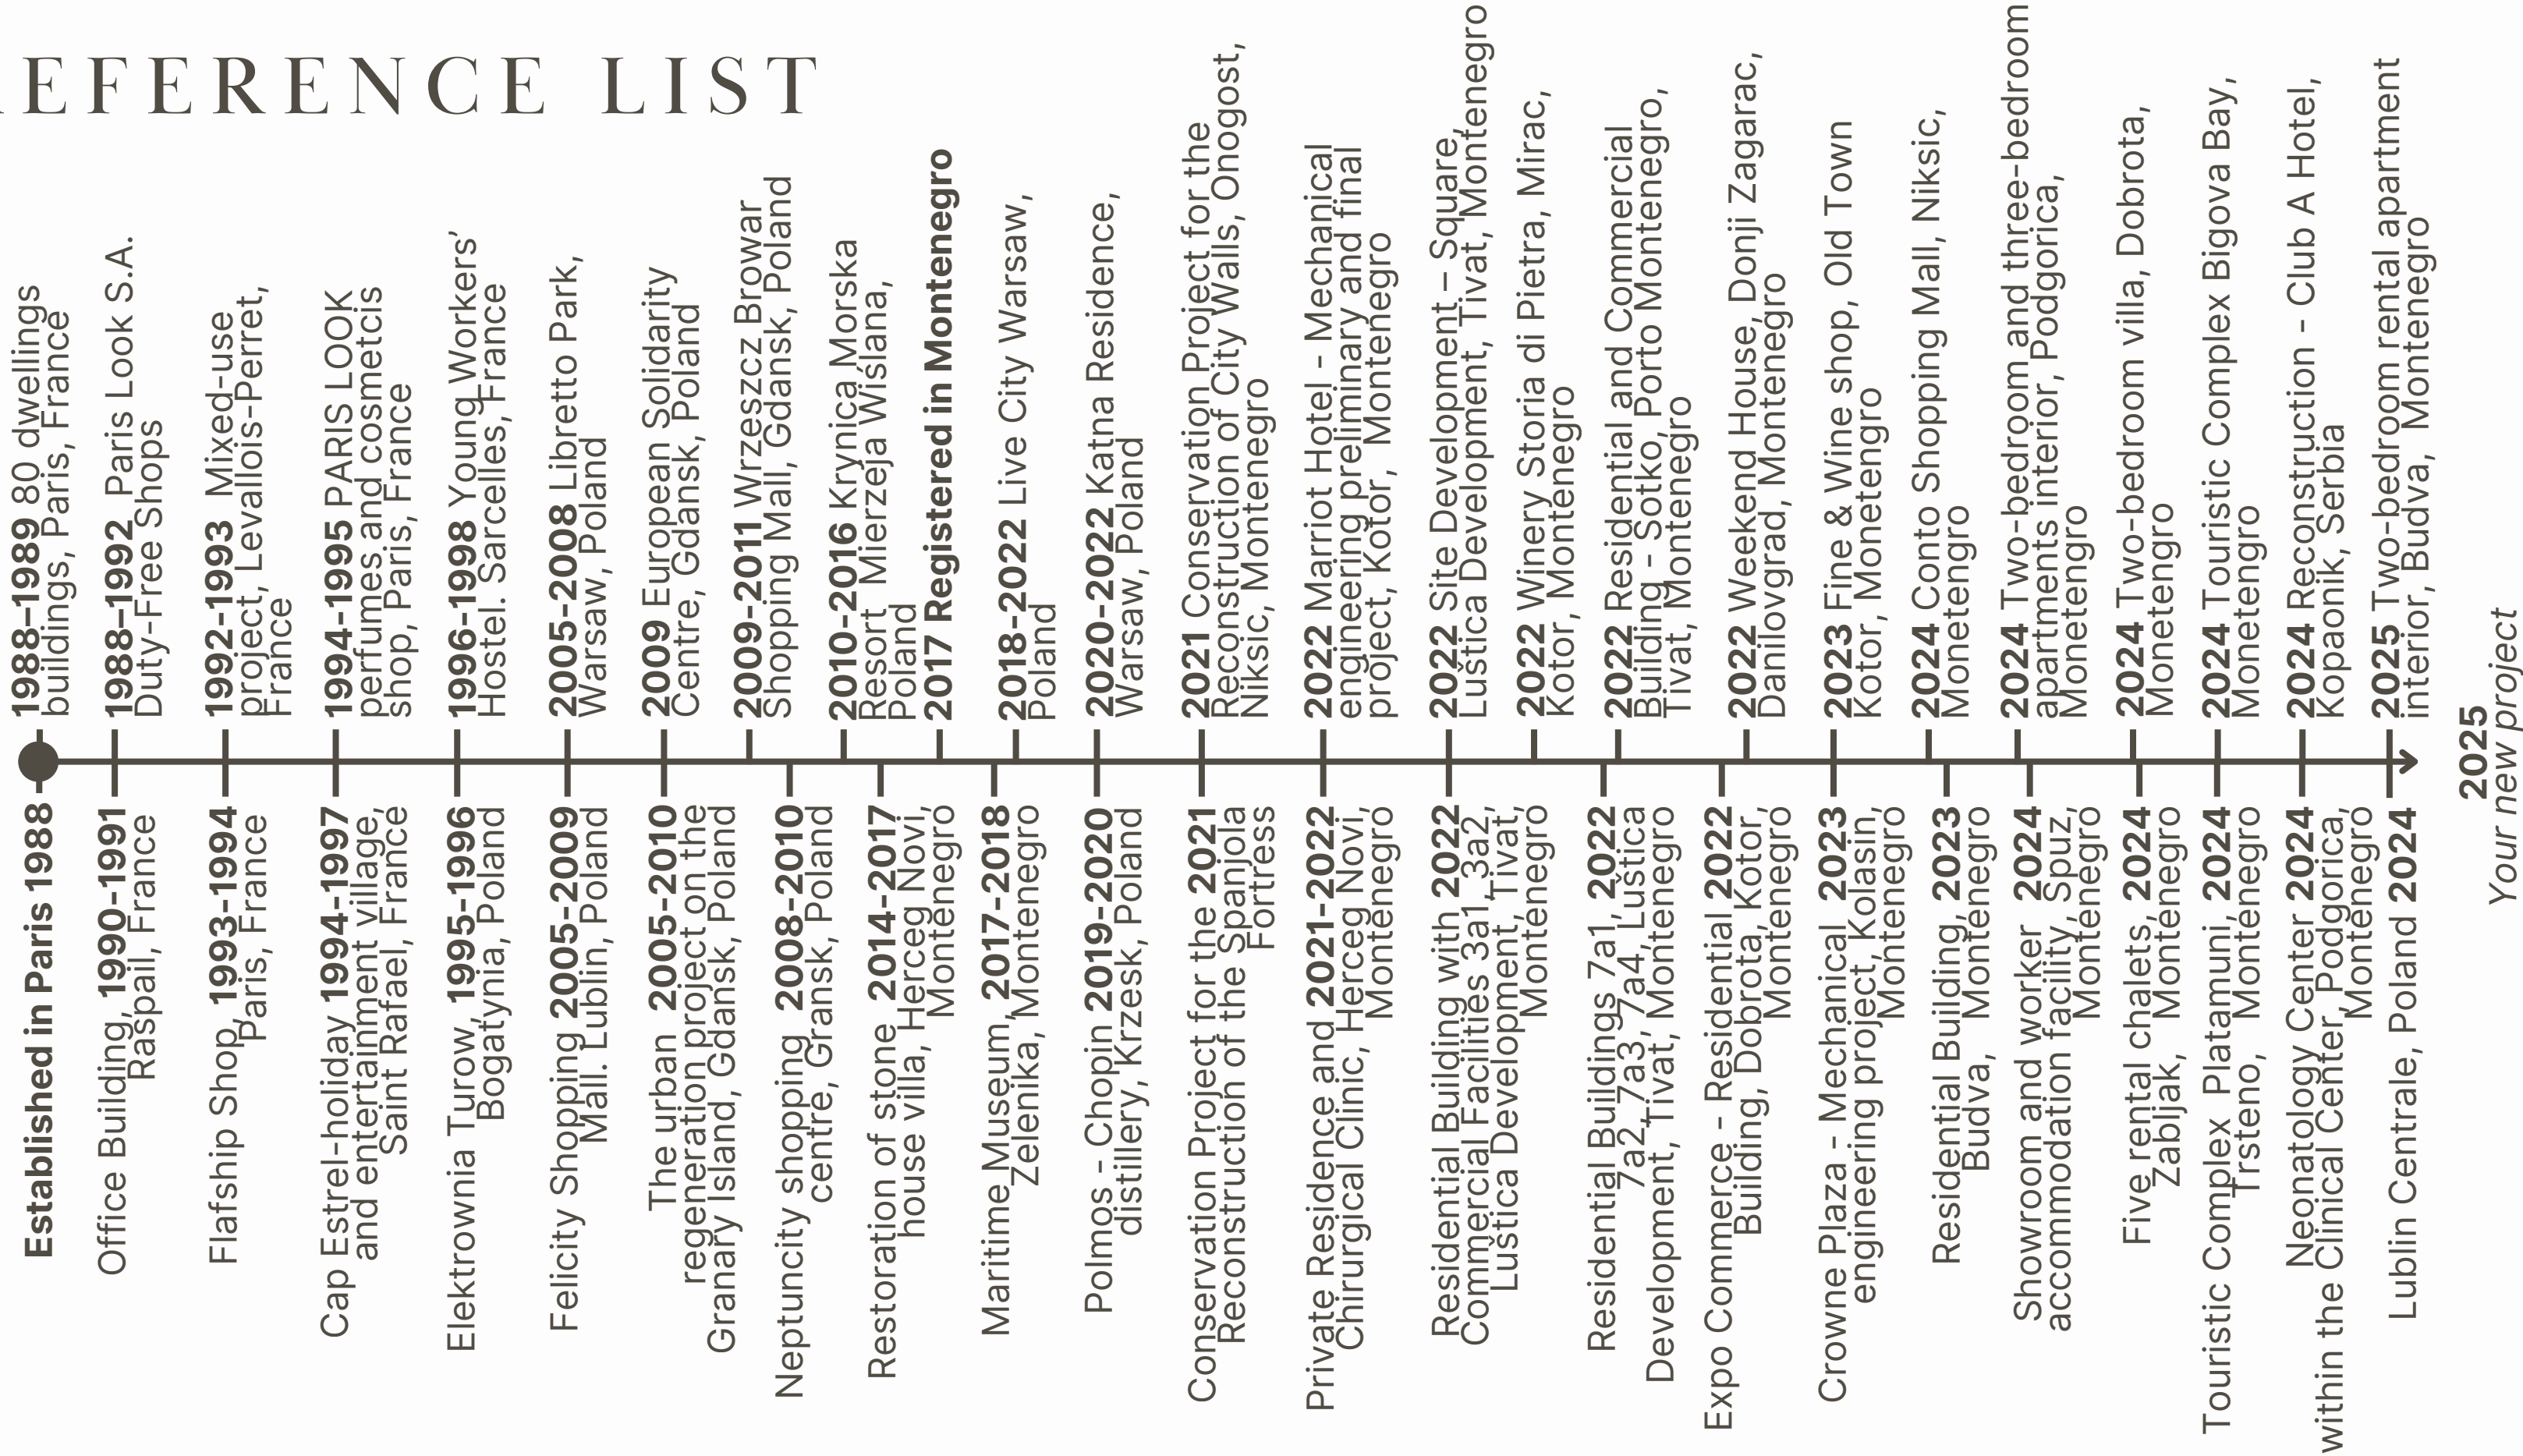 EFERENCE LIST
1988–1989 80 dwellings
buildings, Paris, France
1988–1992 Paris Look S.A.
Duty-Free Shops
1992-1993 Mixed-use
project, Levallois-Perret,
France
1994-1995 PARIS LOOK
perfumes and cosmetcis
shop, Paris, France
1996-1998 Young Workers’
Hostel. Sarcelles, France
2005-2008 Libretto Park,
Warsaw, Poland
2009 European Solidarity
Centre, Gdansk, Poland
2009-2011 Wrzeszcz Browar
Shopping Mall, Gdansk, Poland
2010-2016 Krynica Morska
Resort Mierzeja Wiślana,
Poland
2017 Registered in Montenegro
2018-2022 Live City Warsaw,
Poland
2020-2022 Katna Residence,
Warsaw, Poland
2021 Conservation Project for the
Reconstruction of City Walls, Onogost,
Niksic, Montenegro
2022 Marriot Hotel - Mechanical
engineering preliminary and final
project, Kotor, Montenegro
2022 Site Development – Square,
Luštica Development, Tivat, Montenegro
2022 Winery Storia di Pietra, Mirac,
Kotor, Montenegro
2022 Residential and Commercial
Building - Sotko, Porto Montenegro,
Tivat, Montenegro
2022 Weekend House, Donji Zagarac,
Danilovgrad, Montenegro
2023 Fine & Wine shop, Old Town
Kotor, Monetengro
2024 Conto Shopping Mall, Niksic,
Monetengro
2024 Two-bedroom and three-bedroom
apartments interior, Podgorica,
Monetengro
2024 Two-bedroom villa, Dobrota,
Monetengro
2024 Touristic Complex Bigova Bay,
Monetengro
2024 Reconstruction - Club A Hotel,
Kopaonik, Serbia
2025 Two-bedroom rental apartment
interior, Budva, Montenegro
Established in Paris 1988
Office Building, 1990-1991
Raspail, France
Flafship Shop, 1993-1994
Paris, France
Cap Estrel-holiday 1994-1997
and entertainment village,
Saint Rafael, France
Elektrownia Turow, 1995-1996
Bogatynia, Poland
Felicity Shopping 2005-2009
Mall. Lublin, Poland
The urban 2005-2010
regeneration project on the
Granary Island, Gdansk, Poland
Neptuncity shopping 2008-2010
centre, Gransk, Poland
Restoration of stone 2014-2017
house villa, Herceg Novi,
Montenegro
Maritime Museum, 2017-2018
Zelenika, Montenegro
Polmos - Chopin 2019-2020
distillery, Krzesk, Poland
Conservation Project for the 2021
Reconstruction of the Spanjola
Fortress
Private Residence and 2021-2022
Chirurgical Clinic, Herceg Novi,
Montenegro
Residential Building with 2022
Commercial Facilities 3a1, 3a2,
Luštica Development, Tivat,
Montenegro
Residential Buildings 7a1, 2022
7a2, 7a3, 7a4, Luštica
Development, Tivat, Montenegro
Expo Commerce - Residential 2022
Building, Dobrota, Kotor,
Montenegro
Crowne Plaza - Mechanical 2023
engineering project, Kolasin,
Montenegro
Residential Building, 2023
Budva, Montenegro
Showroom and worker 2024
accommodation facility, Spuz,
Montenegro
Five rental chalets, 2024
Zabljak, Montenegro
Touristic Complex Platamuni, 2024
Trsteno, Montenegro
Neonatology Center 2024
within the Clinical Center, Podgorica,
Montenegro
Lublin Centrale, Poland 2024
2025
Your new project